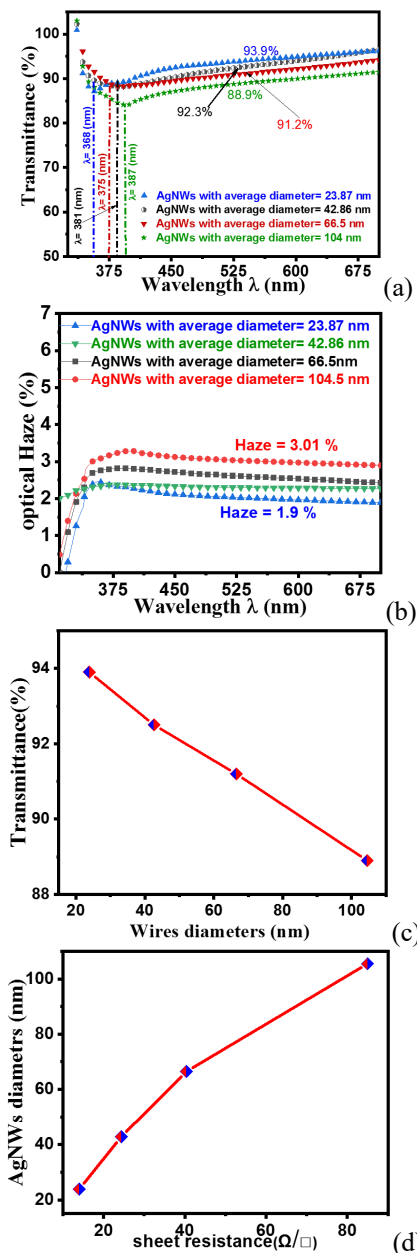 Transmittance (%)
100
90
80
70
60
50
93.9%
92.3%
88.9%
91.2%
λ= 368 (nm)
λ= 375 (nm)
λ= 381 (nm)
λ= 387 (nm)
AgNWs with average diameter= 23.87 nm
AgNWs with average diameter= 42.86 nm
AgNWs with average diameter= 66.5 nm
AgNWs with average diameter= 104 nm
375 450 525 600 675
Wavelength λ (nm)
(a)
optical Haze (%)
7
6
5
4
3
2
1
0
AgNWs with average diameter= 23.87 nm
AgNWs with average diameter= 42.86 nm
AgNWs with average diameter= 66.5nm
AgNWs with average diameter= 104.5 nm
Haze = 3.01 %
Haze = 1.9 %
375 450 525 600 675
Wavelength λ (nm)
(b)
Transmittance(%)
94
92
90
88
20 40 60 80 100
Wires diameters (nm)
(c)
AgNWs diametrs (nm)
100
80
60
40
20
20 40 60 80
sheet resistance(Ω/□)
(d)